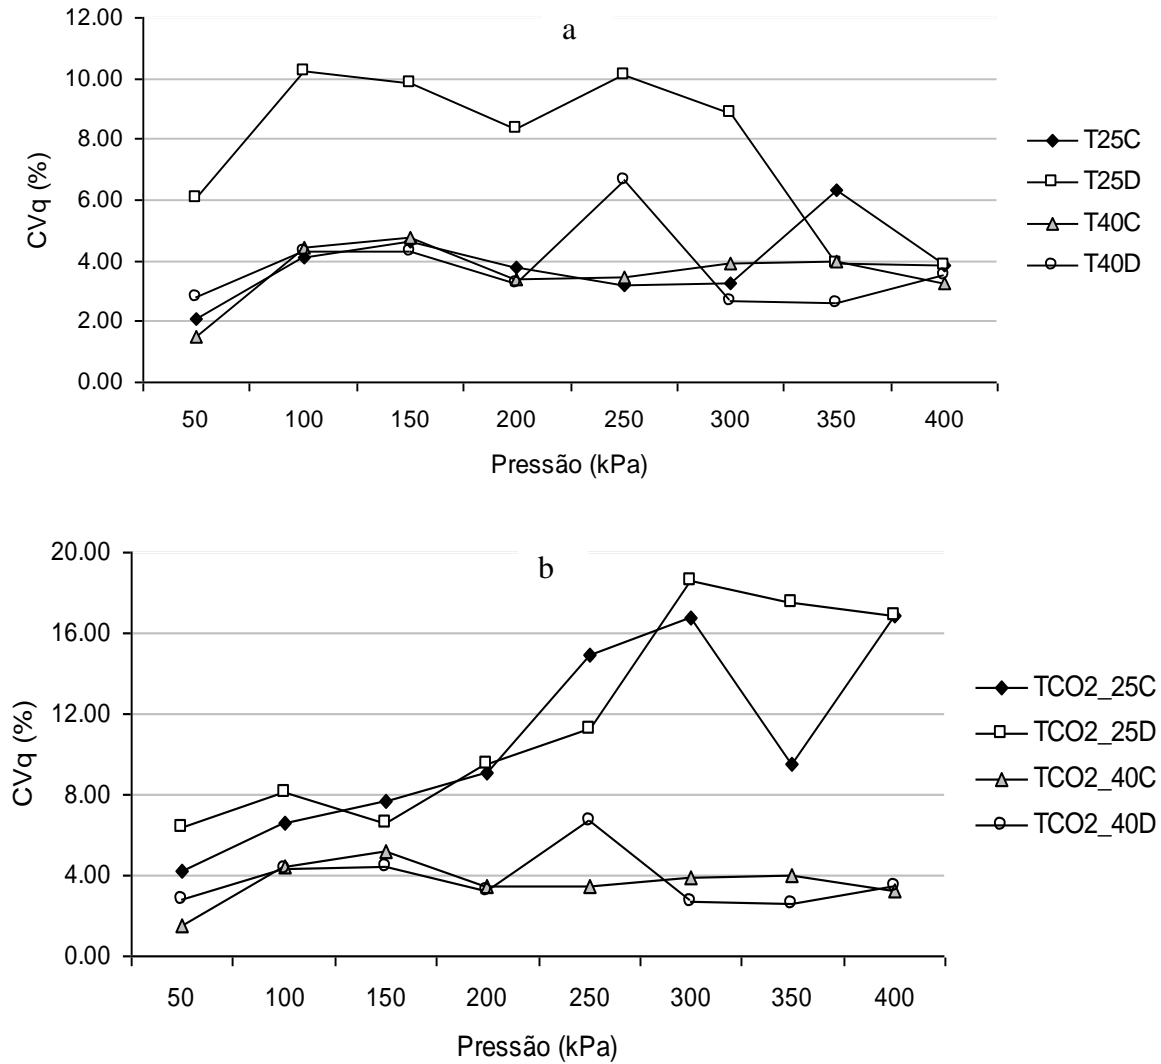 a
12.00
10.00
8.00
6.00
4.00
2.00
0.00
CVq (%)
50 100 150 200 250 300 350 400
Pressão (kPa)
T25C
T25D
T40C
T40D
b
20.00
16.00
12.00
8.00
4.00
0.00
CVq (%)
50 100 150 200 250 300 350 400
Pressão (kPa)
TCO2_25C
TCO2_25D
TCO2_40C
TCO2_40D